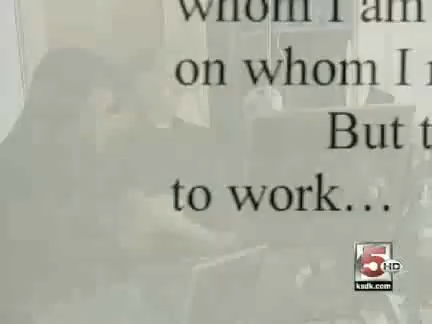 whom I am
on whom I
But t
to work...
5 HD
ksdk.com